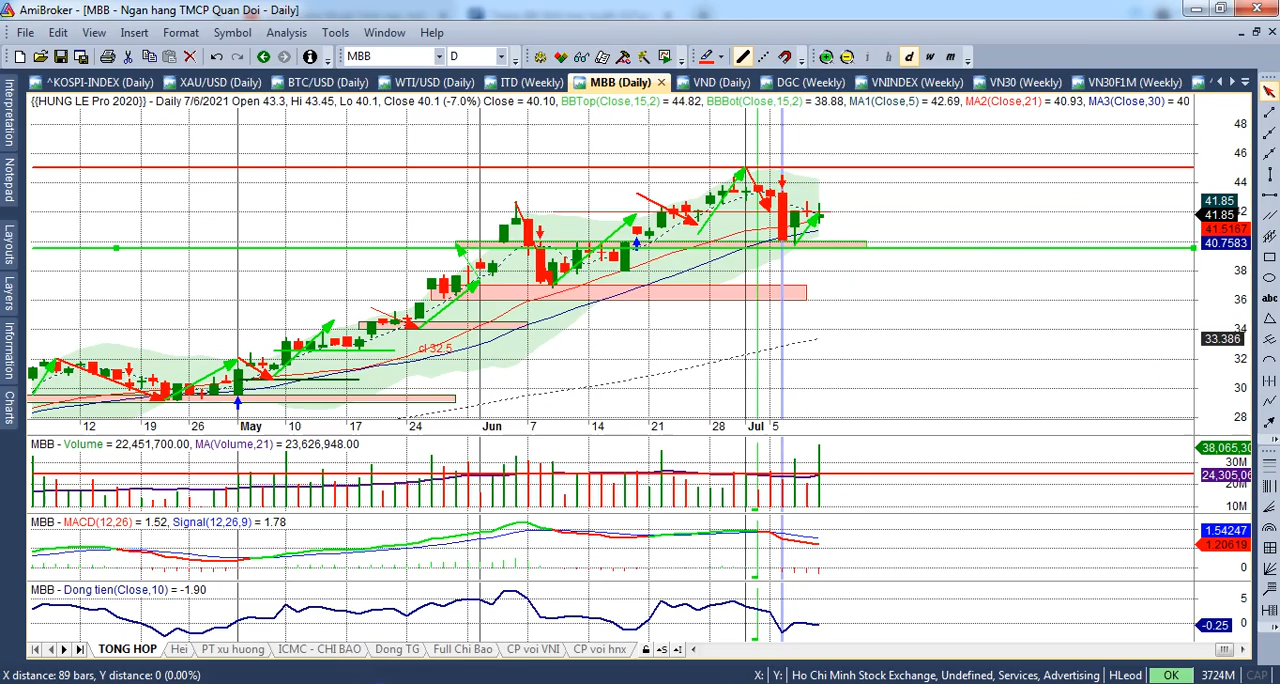 AmiBroker - [MBB - Ngan hang TMCP Quan Doi - Daily]
File Edit View Insert Format Symbol Analysis Tools Window Help
MBB D i h d w m
^KOSPI-INDEX (Daily) XAU/USD (Daily) BTC/USD (Daily) WTI/USD (Daily) ITD (Weekly) MBB (Daily) VND (Daily) DGC (Weekly) VNINDEX (Weekly) VN30 (Weekly) VN30F1M (Weekly)
{{HUNG LE Pro 2020}} - Daily 7/6/2021 Open 43.3, Hi 43.45, Lo 40.1, Close 40.1 (-7.0%) Close = 40.10, BBTop(Close,15,2) = 44.82, BBBot(Close,15,2) = 38.88, MA1(Close,5) = 42.69, MA2(Close,21) = 40.93, MA3(Close,30) = 40
Interpretation
Notepad
Layouts
Layers
Information
Charts
abc
48
46
44
41.85
41.85
41.5167
40.7583
38
36
34
33.386
32
30
28
cl 32.5
12 19 26 May 10 17 24 Jun 7 14 21 28 Jul 5
MBB - Volume = 22,451,700.00, MA(Volume,21) = 23,626,948.00
38,065,30
30M
24,305,06
20M
10M
MBB - MACD(12,26) = 1.52, Signal(12,26,9) = 1.78
1.54247
1.20619
0
MBB - Dong tien(Close,10) = -1.90
5
0
-0.25
TONG HOP Hei PT xu huong ICMC - CHI BAO Dong TG Full Chi Bao CP voi VNI CP voi hnx
X distance: 89 bars, Y distance: 0 (0.00%) X: Y: Ho Chi Minh Stock Exchange, Undefined, Services, Advertising HLeod OK 3724M CAP